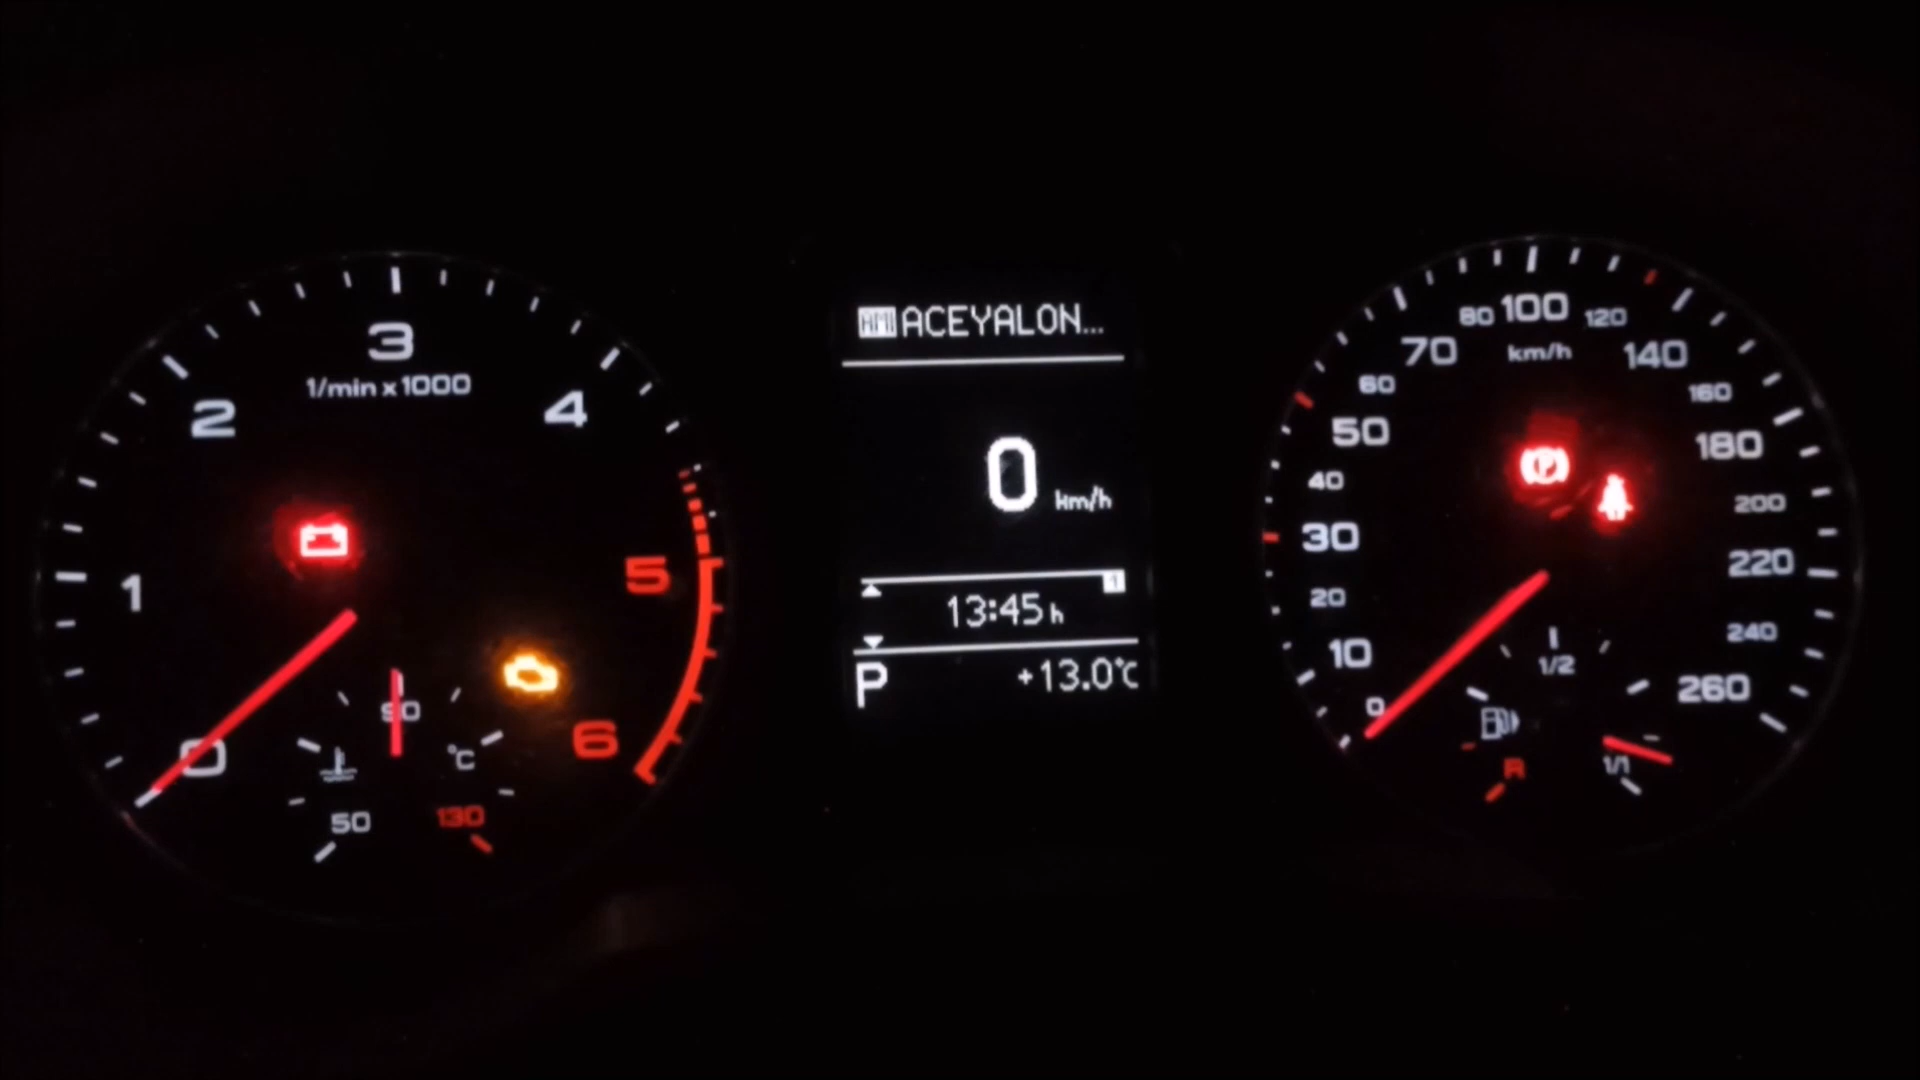 3
1/min x 1000
2
4
1
5
0
6
90
°C
50
130
ACEYALON...
0 km/h
1
13:45 h
P +13.0°C
80 100 120
70 km/h 140
60 160
50 180
40 200
30 220
20 240
10 260
0
1/2
R 1/1
P